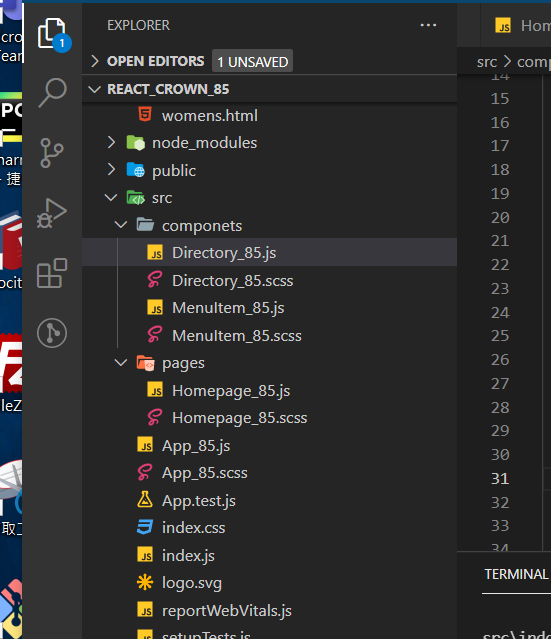 EXPLORER
OPEN EDITORS 1 UNSAVED
REACT_CROWN_85
womens.html
node_modules
public
src
componets
Directory_85.js
Directory_85.scss
MenuItem_85.js
MenuItem_85.scss
pages
Homepage_85.js
Homepage_85.scss
App_85.js
App_85.scss
App.test.js
index.css
index.js
logo.svg
reportWebVitals.js
setupTests.js
1
JS Hom
src > comp
14
15
16
17
18
19
20
21
22
23
24
25
26
27
28
29
30
31
32
33
34
TERMINAL
src\inde